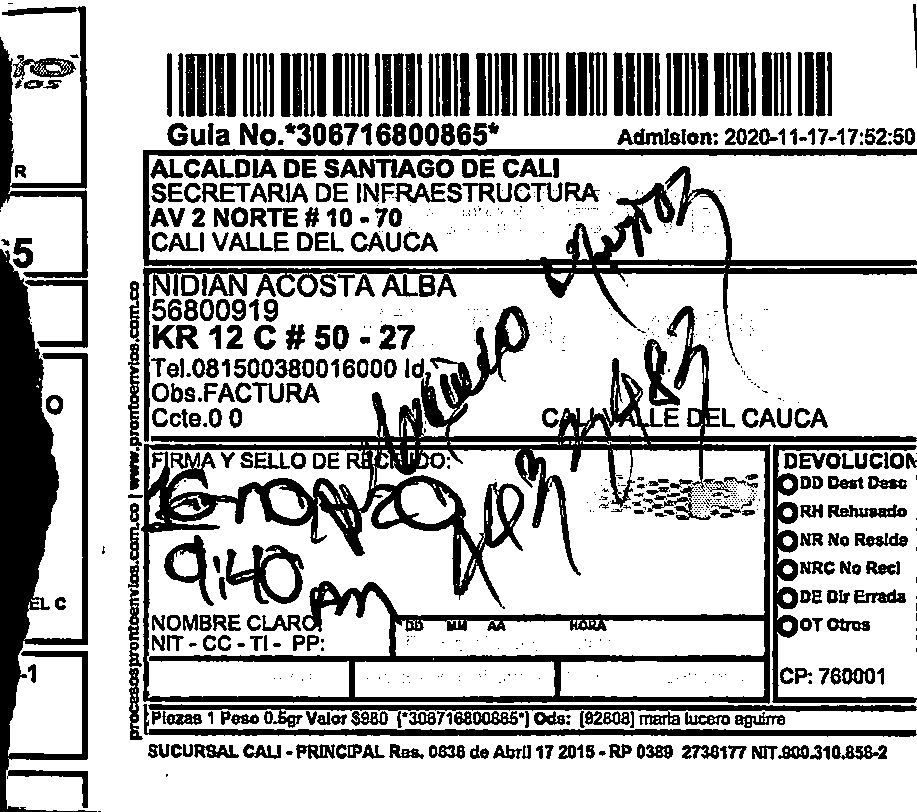 Guia No.*306716800865*
Admision: 2020-11-17-17:52:50
ALCALDIA DE SANTIAGO DE CALI
SECRETARIA DE INFRAESTRUCTURA
AV 2 NORTE # 10 - 70
CALI VALLE DEL CAUCA
NIDIAN ACOSTA ALBA
56800919
KR 12 C # 50 - 27
Tel.081500380016000 Id.
Obs.FACTURA
Ccte.0 0
CALI VALLE DEL CAUCA
FIRMA Y SELLO DE RECIBIDO:
9:40 am
NOMBRE CLARO:
NIT - CC - TI - PP:
DD MM AA HORA
DEVOLUCION
DD Dest Desc
RH Rehusado
NR No Reside
NRC No Recl
DE Dir Errada
OT Otros
CP: 760001
Piezas 1 Peso 0.5gr Valor $980 (*306716800865*) Ods: [92808] maria lucero aguirre
SUCURSAL CALI - PRINCIPAL Res. 0636 de Abril 17 2015 - RP 0389 2736177 NIT.900.310.856-2
procesosprontoenvios.com.co | www.prontoenvios.com.co
R
5
O
EL C
-1